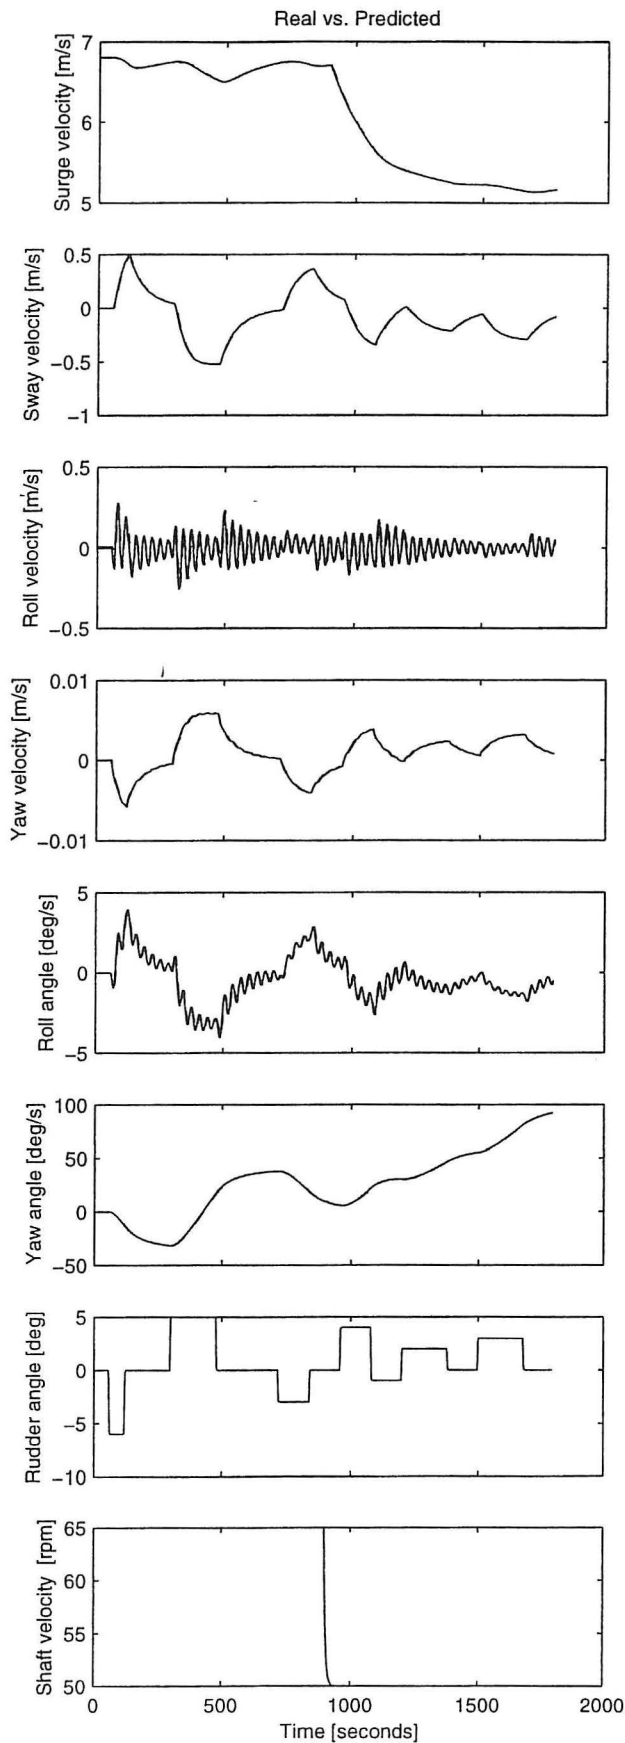 Real vs. Predicted
Surge velocity [m/s]
7
6
5
Sway velocity [m/s]
0.5
0
−0.5
−1
Roll velocity [m/s]
0.5
0
−0.5
Yaw velocity [m/s]
0.01
0
−0.01
Roll angle [deg/s]
5
0
−5
Yaw angle [deg/s]
100
50
0
−50
Rudder angle [deg]
5
0
−5
−10
Shaft velocity [rpm]
65
60
55
50
0 500 1000 1500 2000
Time [seconds]